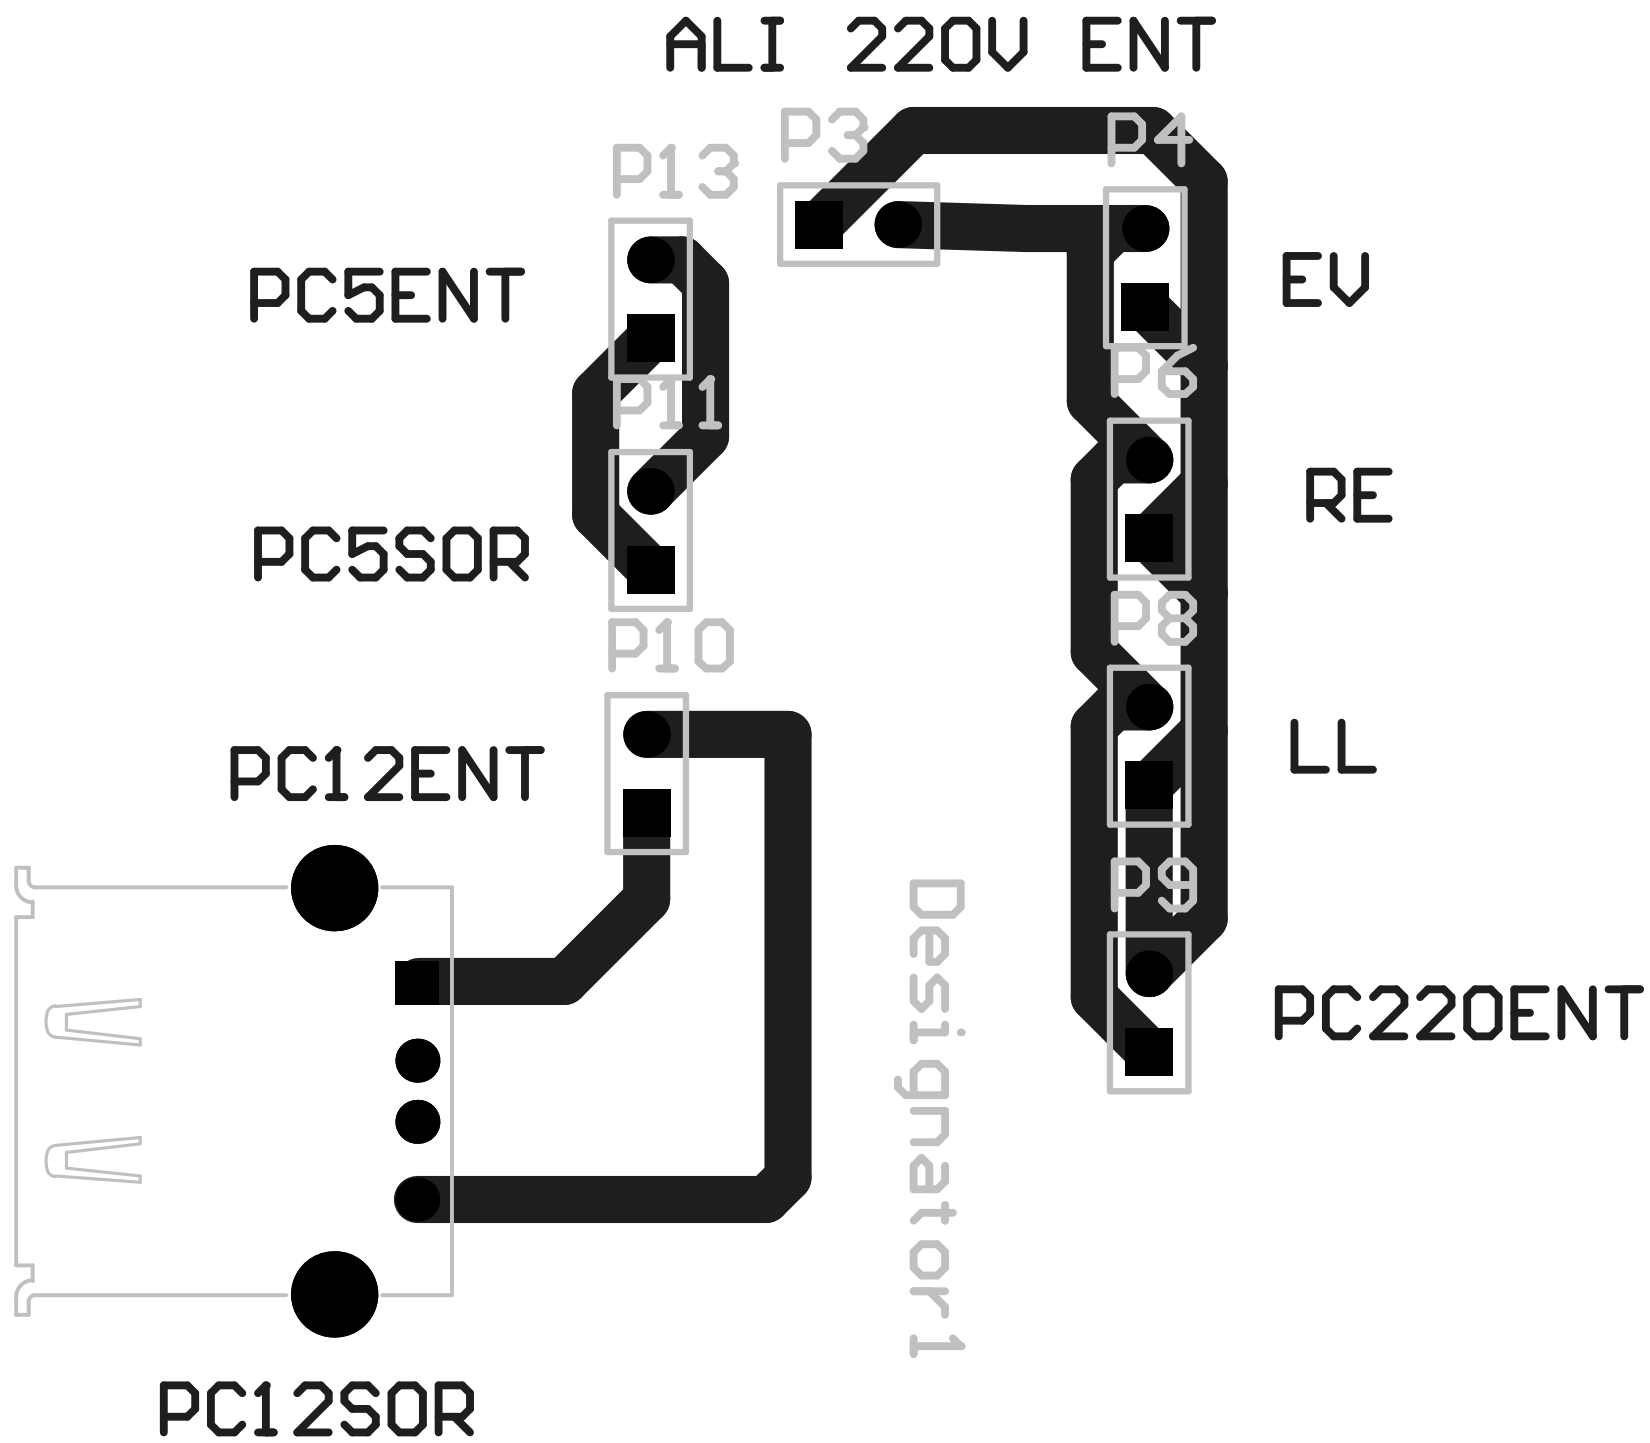 ALI 220V ENT
P3
P4
P13
PC5ENT
EV
P6
P11
RE
PC5SOR
P8
P10
LL
PC12ENT
P9
Designator1
PC220ENT
PC12SOR